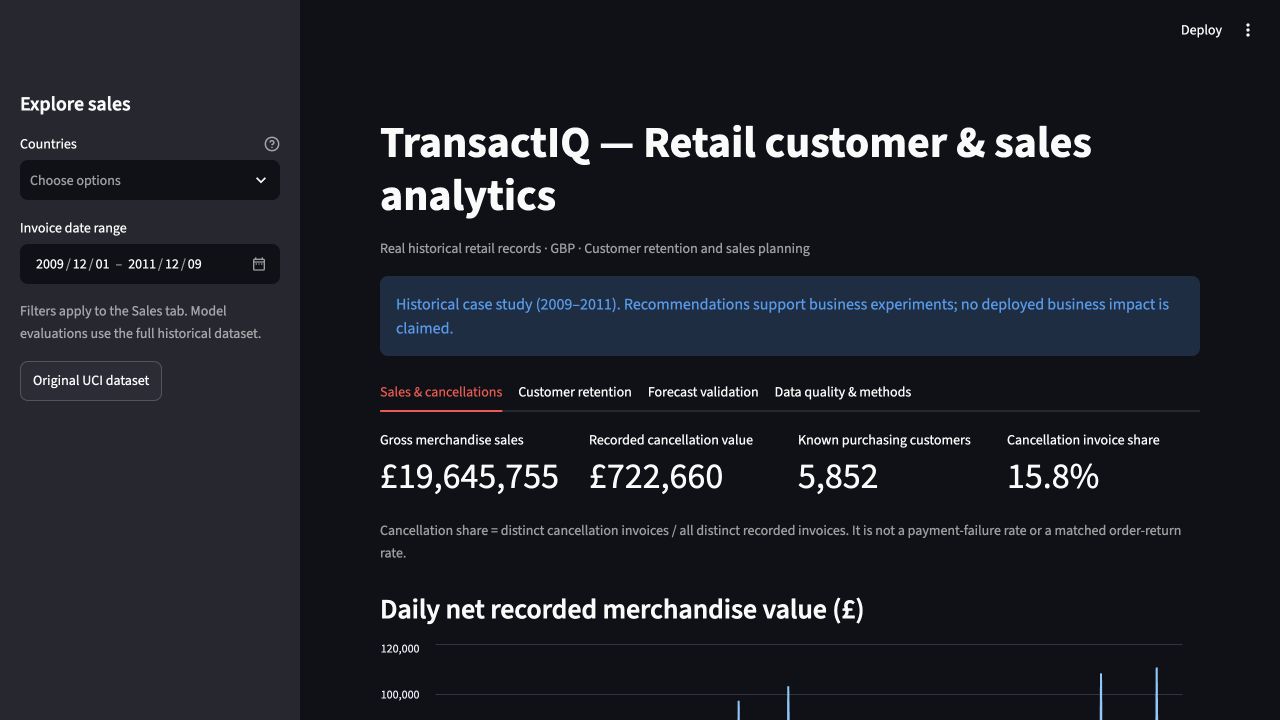 Deploy
Explore sales
Countries
Choose options
Invoice date range
2009 / 12 / 01 – 2011 / 12 / 09
Filters apply to the Sales tab. Model
evaluations use the full historical dataset.
Original UCI dataset
TransactIQ — Retail customer & sales
analytics
Real historical retail records · GBP · Customer retention and sales planning
Historical case study (2009–2011). Recommendations support business experiments; no deployed business impact is
claimed.
Sales & cancellations Customer retention Forecast validation Data quality & methods
Gross merchandise sales Recorded cancellation value Known purchasing customers Cancellation invoice share
£19,645,755 £722,660 5,852 15.8%
Cancellation share = distinct cancellation invoices / all distinct recorded invoices. It is not a payment-failure rate or a matched order-return
rate.
Daily net recorded merchandise value (£)
120,000
100,000